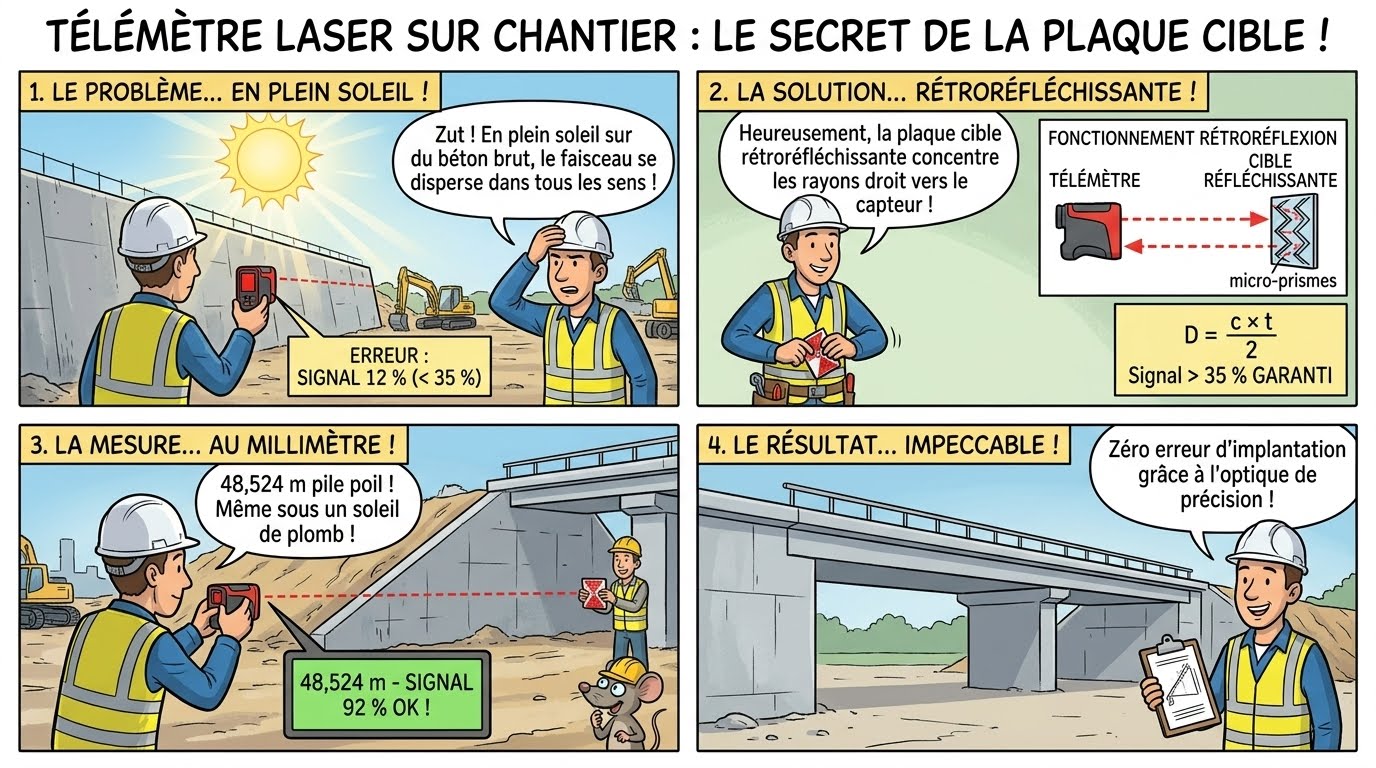 TÉLÉMÈTRE LASER SUR CHANTIER : LE SECRET DE LA PLAQUE CIBLE !
1. LE PROBLÈME... EN PLEIN SOLEIL !
Zut ! En plein soleil sur
du béton brut, le faisceau se
disperse dans tous les sens !
ERREUR :
SIGNAL 12 % (< 35 %)
2. LA SOLUTION... RÉTRORÉFLÉCHISSANTE !
Heureusement, la plaque cible
rétroréfléchissante concentre
les rayons droit vers le
capteur !
FONCTIONNEMENT RÉTRORÉFLEXION
TÉLÉMÈTRE
CIBLE
RÉFLÉCHISSANTE
micro-prismes
D = c × t
2
Signal > 35 % GARANTI
3. LA MESURE... AU MILLIMÈTRE !
48,524 m pile poil !
Même sous un soleil
de plomb !
48,524 m - SIGNAL
92 % OK !
4. LE RÉSULTAT... IMPECCABLE !
Zéro erreur d'implantation
grâce à l'optique de
précision !